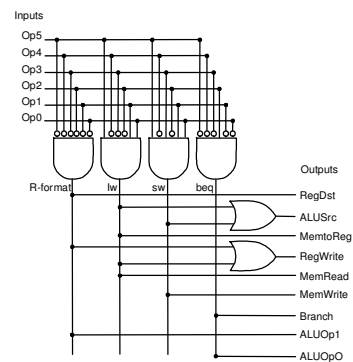 Inputs
Op5
Op4
Op3
Op2
Op1
Op0
Outputs
R-format lw sw beq
RegDst
ALUSrc
MemtoReg
RegWrite
MemRead
MemWrite
Branch
ALUOp1
ALUOpO